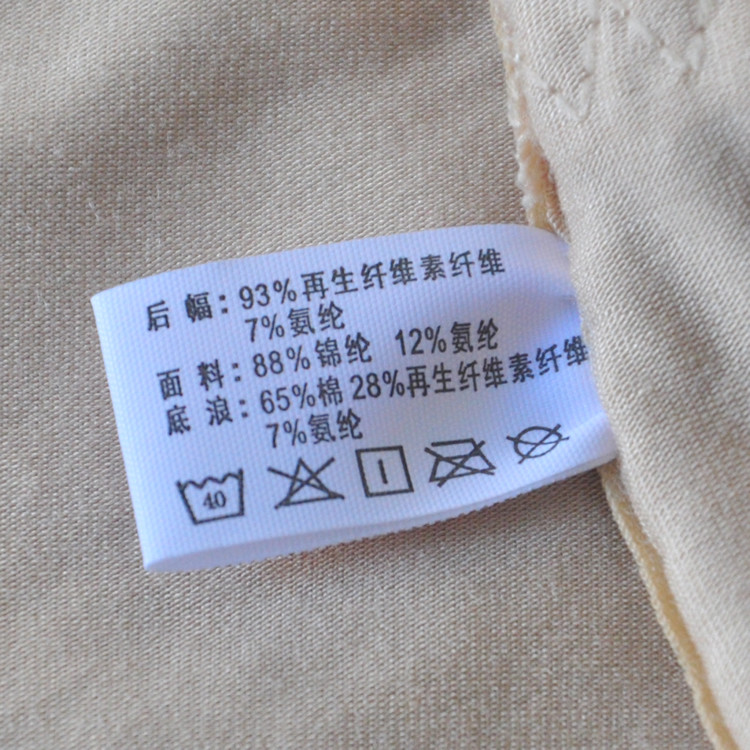 后 幅：93%再生纤维素纤维
7%氨纶
面 料：88%锦纶 12%氨纶
底 浪：65%棉 28%再生纤维素纤维
7%氨纶
40